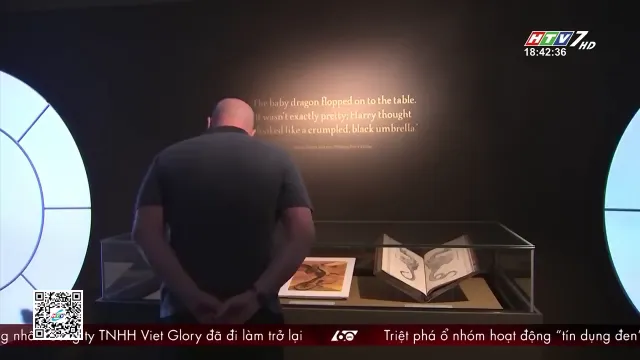 HTV7 HD
18:42:36
The baby dragon flopped on to the table.
It wasn't exactly pretty; Harry thought
looked like a crumpled, black umbrella.
ty TNHH Viet Glory đã đi làm trở lại
60
Triệt phá ổ nhóm hoạt động “tín dụng đen”